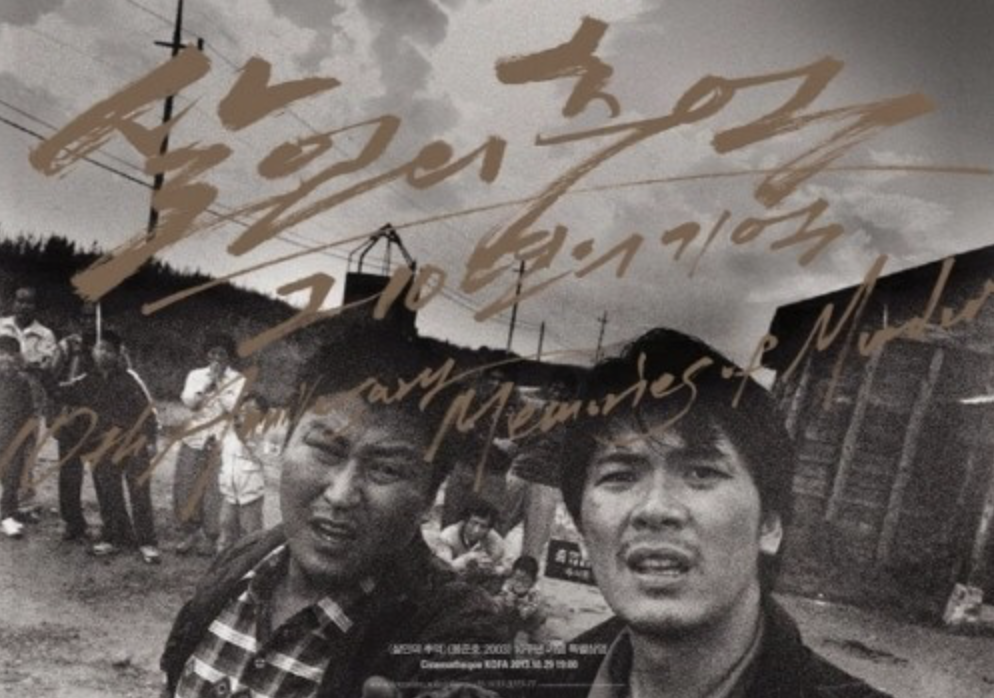 살인의 추억
그 10년의 기억
10th Anniversary Memories of Murder
〈살인의 추억〉(봉준호, 2003) 10주년 기념 특별상영
Cinematheque KOFA 2013.10.29 19:00